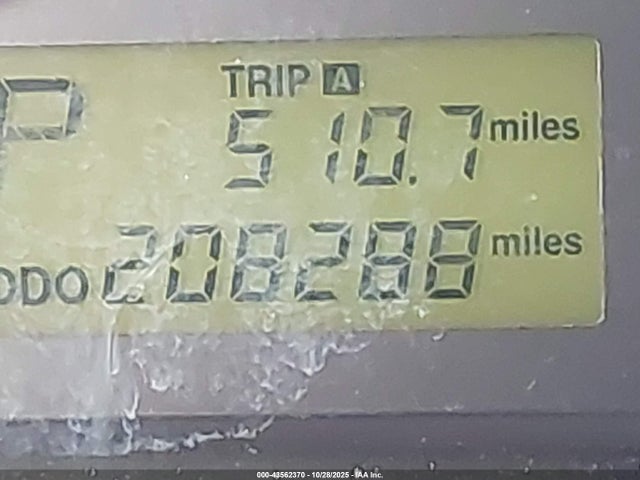 P
TRIP A
510.7 miles
ODO 208288 miles
000-43562370 - 10/28/2025 - IAA Inc.